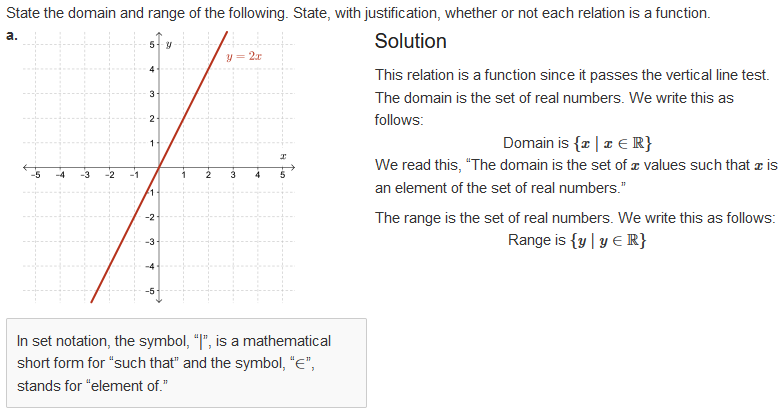 State the domain and range of the following. State, with justification, whether or not each relation is a function.
a.
5 y
y = 2x
4
3
2
1
x
-5 -4 -3 -2 -1 1 2 3 4 5
-1
-2
-3
-4
-5
In set notation, the symbol, “|”, is a mathematical
short form for “such that” and the symbol, “∈”,
stands for “element of.”
Solution
This relation is a function since it passes the vertical line test.
The domain is the set of real numbers. We write this as
follows:
Domain is {x | x ∈ ℝ}
We read this, “The domain is the set of x values such that x is
an element of the set of real numbers.”
The range is the set of real numbers. We write this as follows:
Range is {y | y ∈ ℝ}